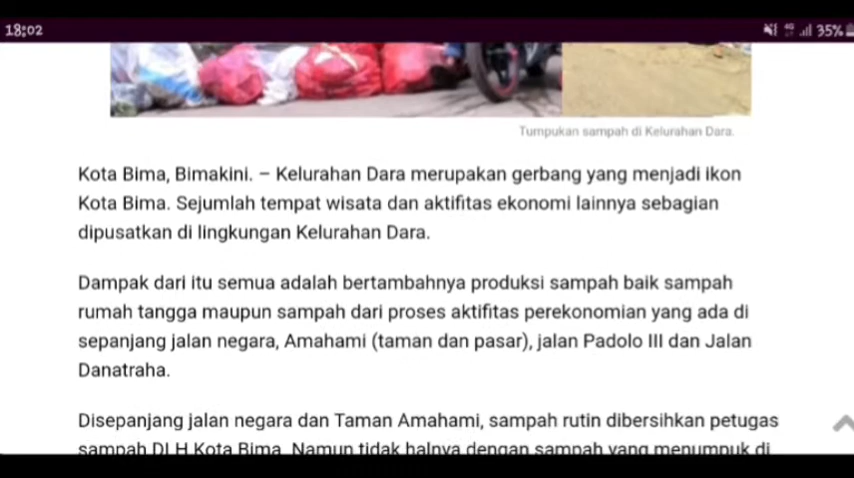 18:02
4G
35%
Tumpukan sampah di Kelurahan Dara.
Kota Bima, Bimakini. – Kelurahan Dara merupakan gerbang yang menjadi ikon
Kota Bima. Sejumlah tempat wisata dan aktifitas ekonomi lainnya sebagian
dipusatkan di lingkungan Kelurahan Dara.
Dampak dari itu semua adalah bertambahnya produksi sampah baik sampah
rumah tangga maupun sampah dari proses aktifitas perekonomian yang ada di
sepanjang jalan negara, Amahami (taman dan pasar), jalan Padolo III dan Jalan
Danatraha.
Disepanjang jalan negara dan Taman Amahami, sampah rutin dibersihkan petugas
sampah DLH Kota Bima. Namun tidak halnya dengan sampah yang menumpuk di